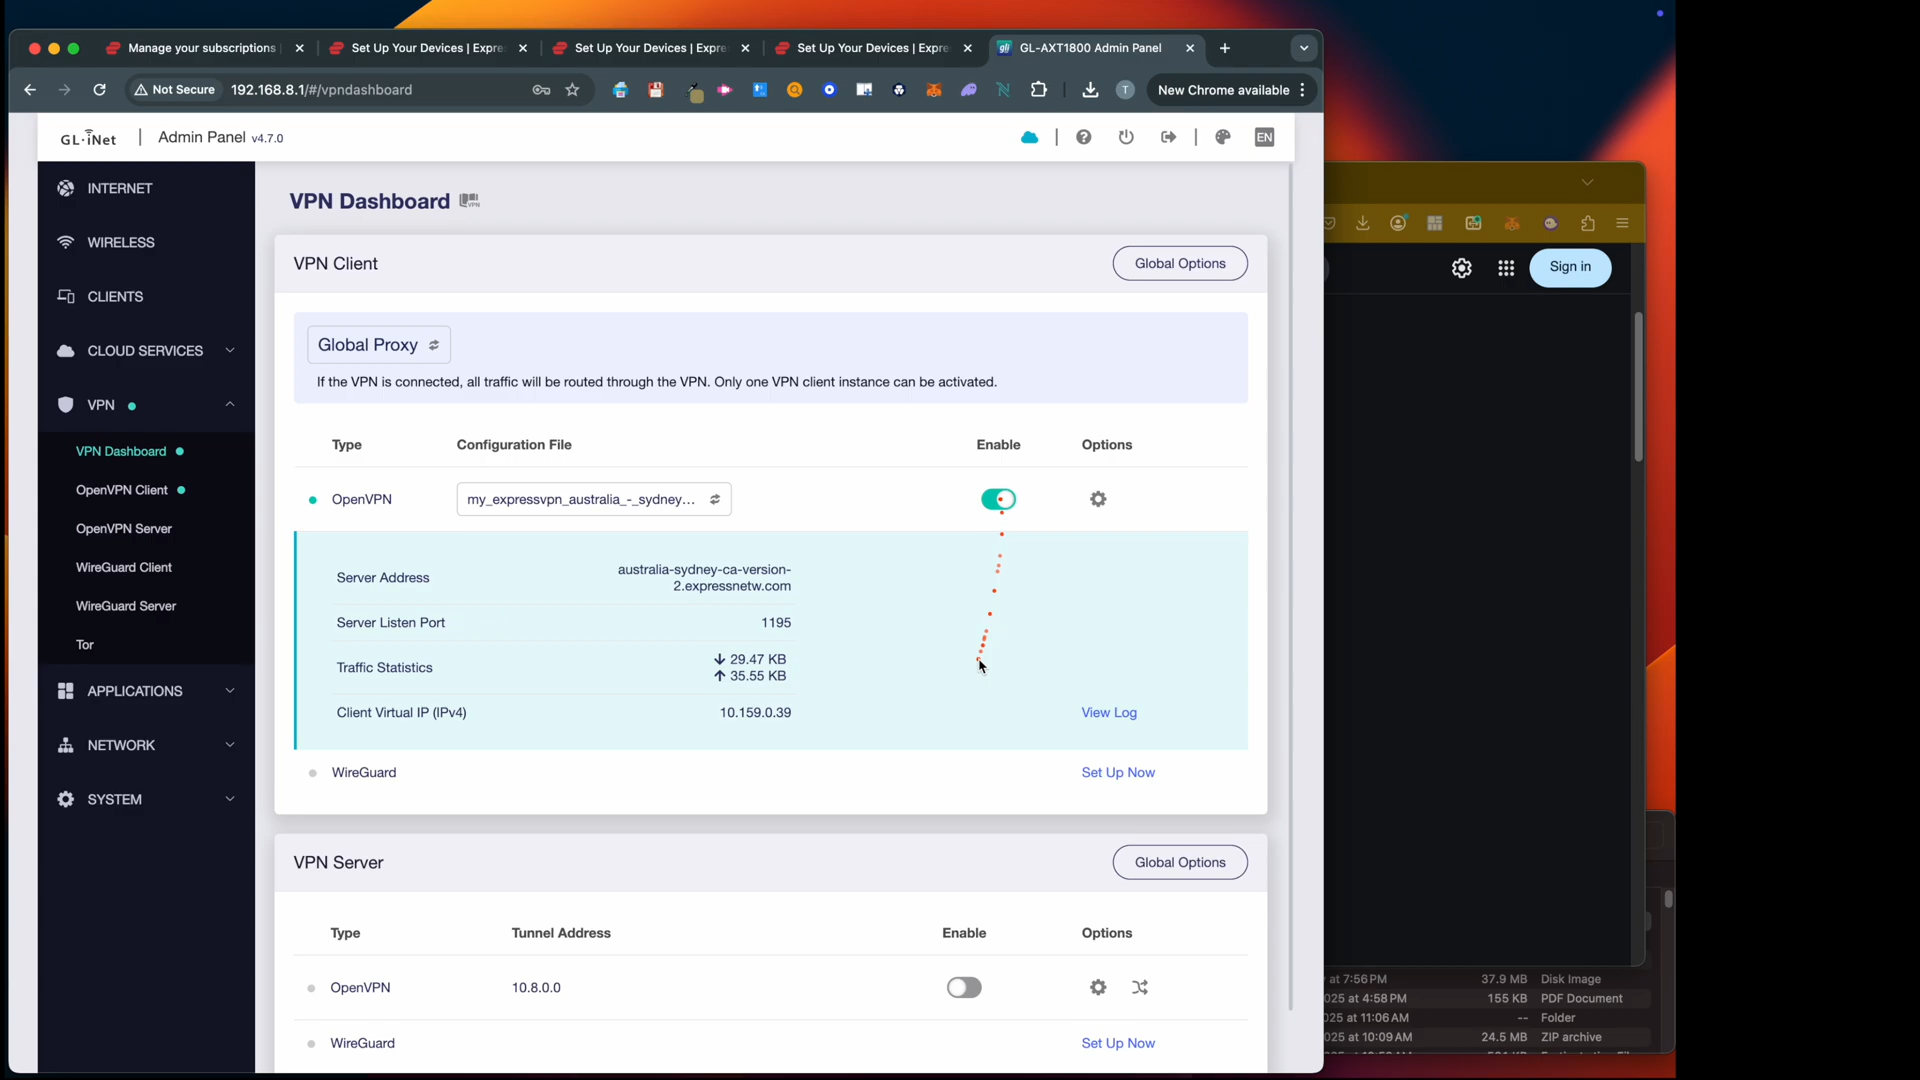 Manage your subscriptions
Set Up Your Devices | Expre
Set Up Your Devices | Expre
Set Up Your Devices | Expre
GL-AXT1800 Admin Panel
Not Secure
192.168.8.1/#/vpndashboard
New Chrome available
GL·iNet | Admin Panel v4.7.0
EN
INTERNET
WIRELESS
CLIENTS
CLOUD SERVICES
VPN
VPN Dashboard
OpenVPN Client
OpenVPN Server
WireGuard Client
WireGuard Server
Tor
APPLICATIONS
NETWORK
SYSTEM
VPN Dashboard
VPN Client
Global Options
Global Proxy
If the VPN is connected, all traffic will be routed through the VPN. Only one VPN client instance can be activated.
Type Configuration File Enable Options
OpenVPN my_expressvpn_australia_-_sydney...
Server Address australia-sydney-ca-version-
2.expressnetw.com
Server Listen Port 1195
Traffic Statistics ↓ 29.47 KB
↑ 35.55 KB
Client Virtual IP (IPv4) 10.159.0.39 View Log
WireGuard Set Up Now
VPN Server
Global Options
Type Tunnel Address Enable Options
OpenVPN 10.8.0.0
WireGuard Set Up Now
Sign in
at 7:56 PM 37.9 MB Disk Image
025 at 4:58 PM 155 KB PDF Document
025 at 11:06 AM -- Folder
025 at 10:09 AM 24.5 MB ZIP archive